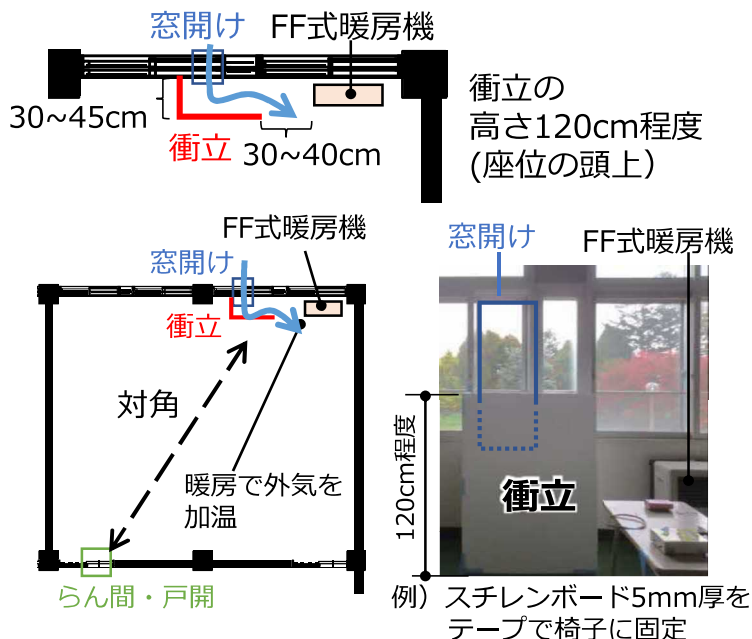 窓開け
FF式暖房機
30~45cm
衝立
30~40cm
衝立の
高さ120cm程度
(座位の頭上)
FF式暖房機
窓開け
衝立
対角
暖房で外気を
加温
らん間・戸開
窓開け
FF式暖房機
120cm程度
衝立
例）スチレンボード5mm厚を
テープで椅子に固定